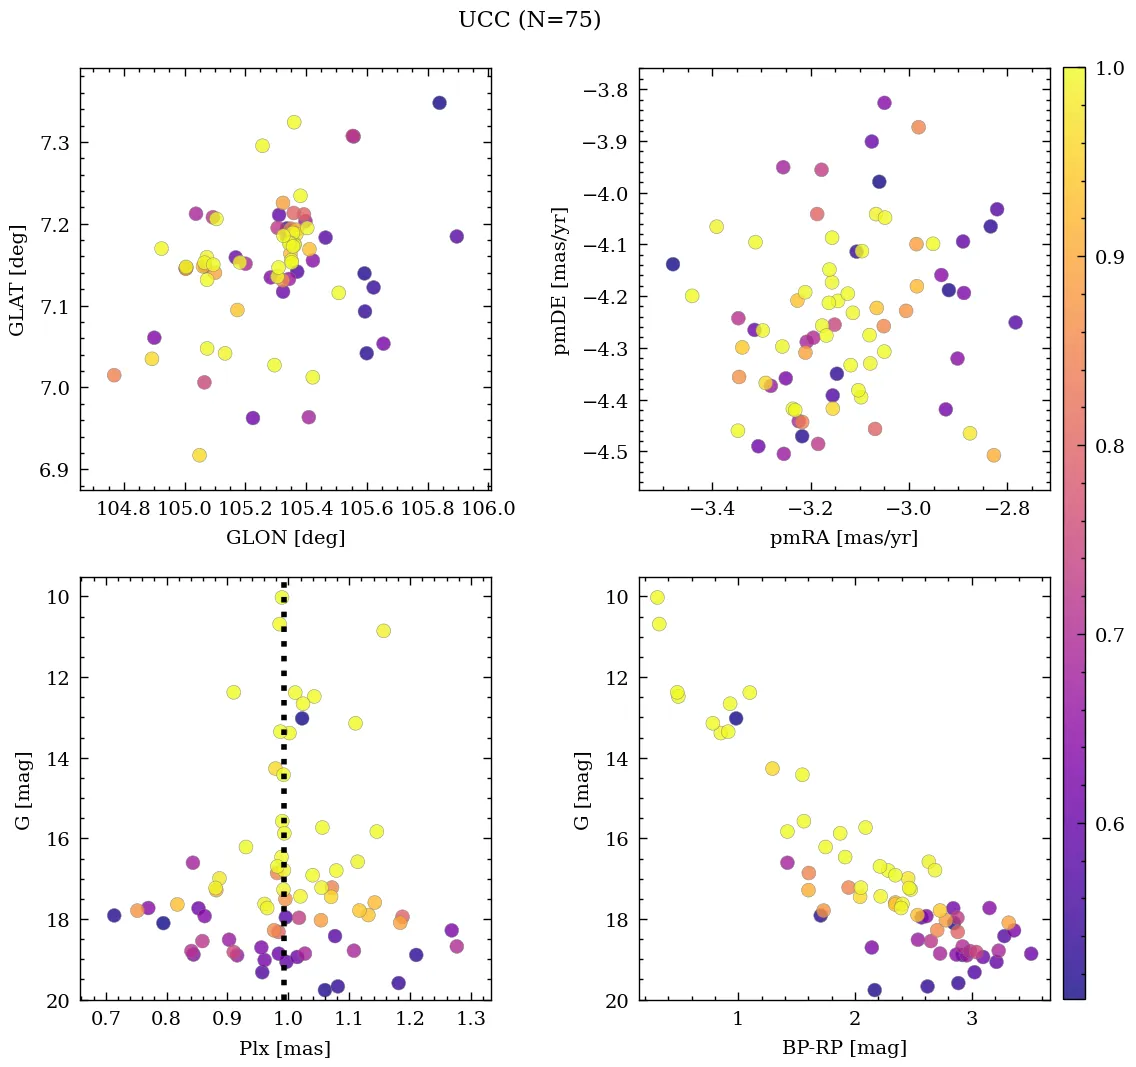 UCC (N=75)
7.3
7.2
7.1
7.0
6.9
GLAT [deg]
104.8 105.0 105.2 105.4 105.6 105.8 106.0
GLON [deg]
−3.8
−3.9
−4.0
−4.1
−4.2
−4.3
−4.4
−4.5
pmDE [mas/yr]
−3.4 −3.2 −3.0 −2.8
pmRA [mas/yr]
1.0
0.9
0.8
0.7
0.6
10
12
14
16
18
20
G [mag]
0.7 0.8 0.9 1.0 1.1 1.2 1.3
Plx [mas]
10
12
14
16
18
20
G [mag]
1 2 3
BP-RP [mag]